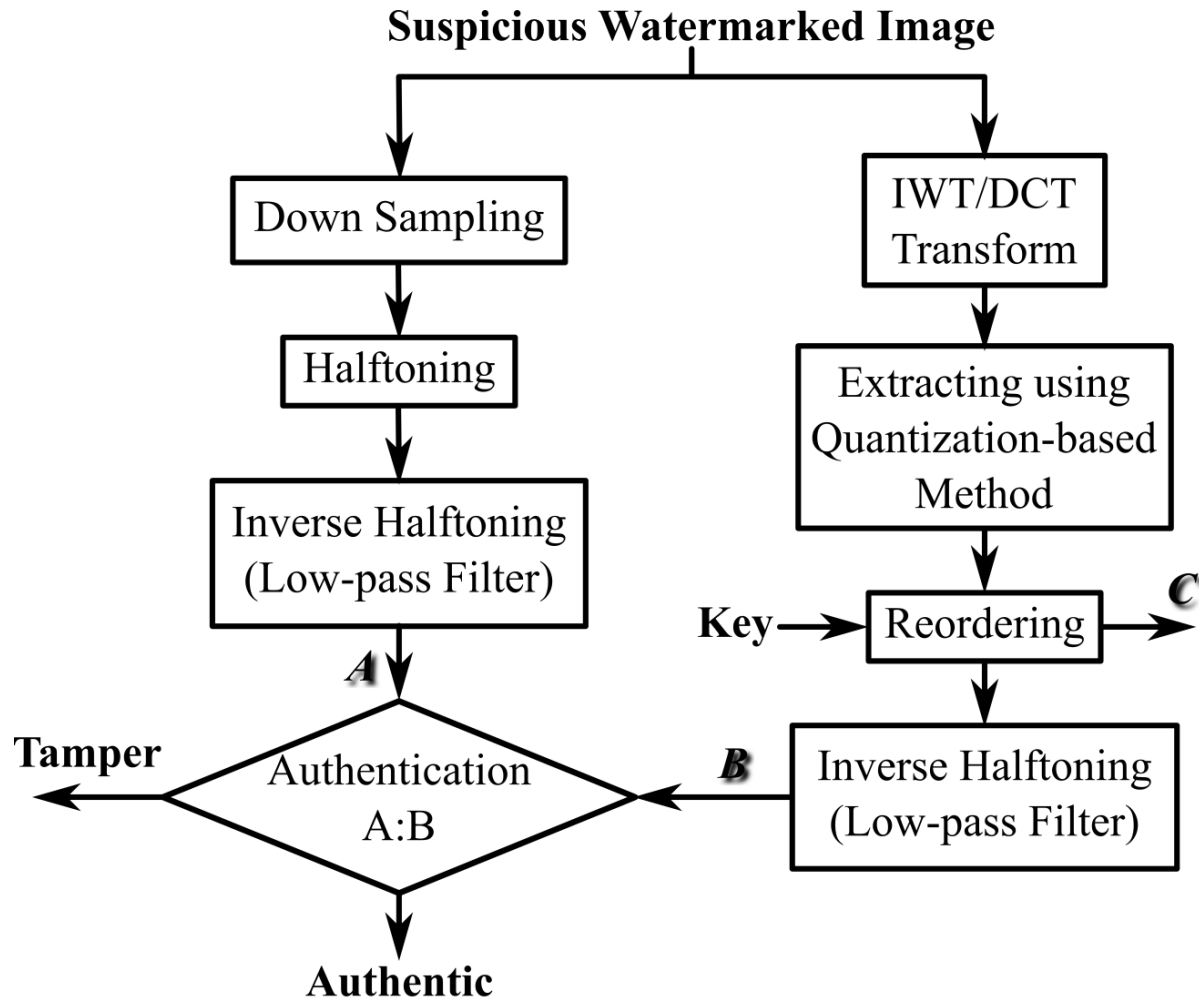 Suspicious Watermarked Image
Down Sampling
Halftoning
Inverse Halftoning
(Low-pass Filter)
A
IWT/DCT
Transform
Extracting using
Quantization-based
Method
Key
Reordering
C
Inverse Halftoning
(Low-pass Filter)
B
Authentication
A:B
Tamper
Authentic